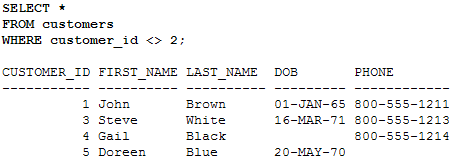 SELECT *
FROM customers
WHERE customer_id <> 2;
CUSTOMER_ID FIRST_NAME LAST_NAME  DOB       PHONE
----------- ---------- ---------- --------- ------------
          1 John       Brown      01-JAN-65 800-555-1211
          3 Steve      White      16-MAR-71 800-555-1213
          4 Gail       Black                800-555-1214
          5 Doreen     Blue       20-MAY-70